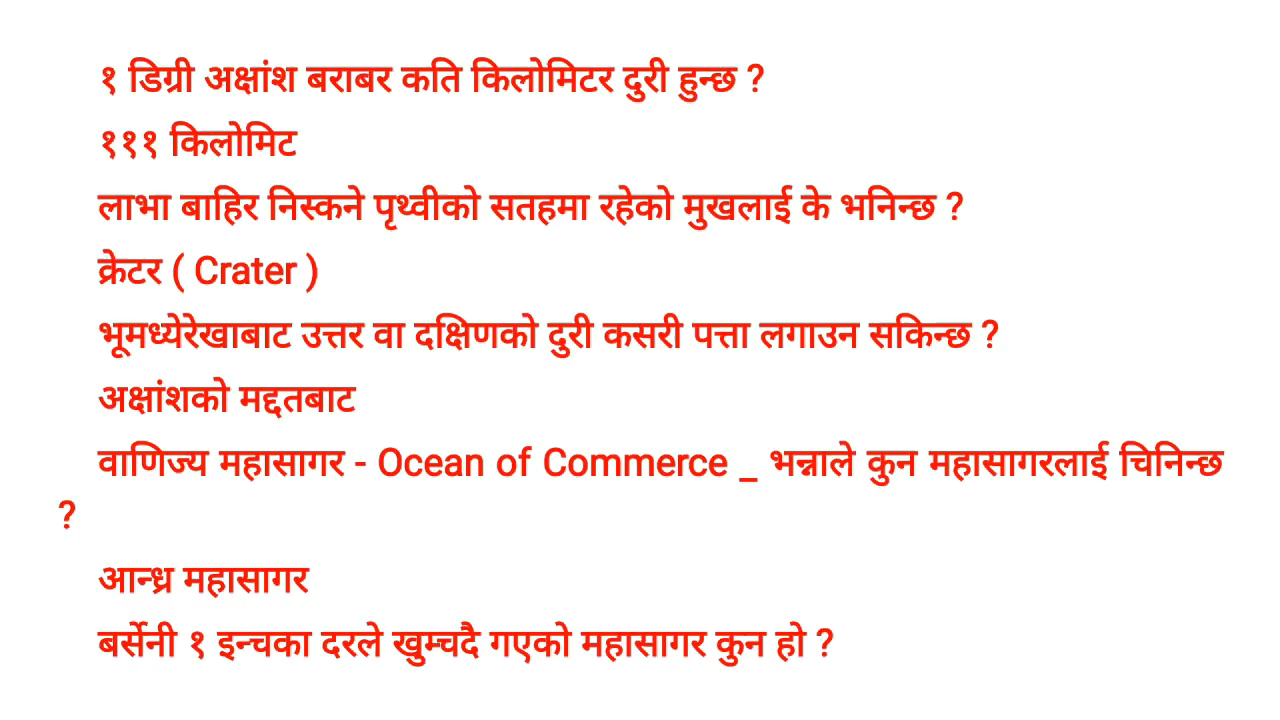 १ डिग्री अक्षांश बराबर कति किलोमिटर दुरी हुन्छ ?
१११ किलोमिट
लाभा बाहिर निस्कने पृथ्वीको सतहमा रहेको मुखलाई के भनिन्छ ?
क्रेटर ( Crater )
भूमध्येरेखाबाट उत्तर वा दक्षिणको दुरी कसरी पत्ता लगाउन सकिन्छ ?
अक्षांशको मद्दतबाट
वाणिज्य महासागर - Ocean of Commerce _ भन्नाले कुन महासागरलाई चिनिन्छ
?
आन्ध्र महासागर
बर्सेनी १ इन्चका दरले खुम्चदै गएको महासागर कुन हो ?